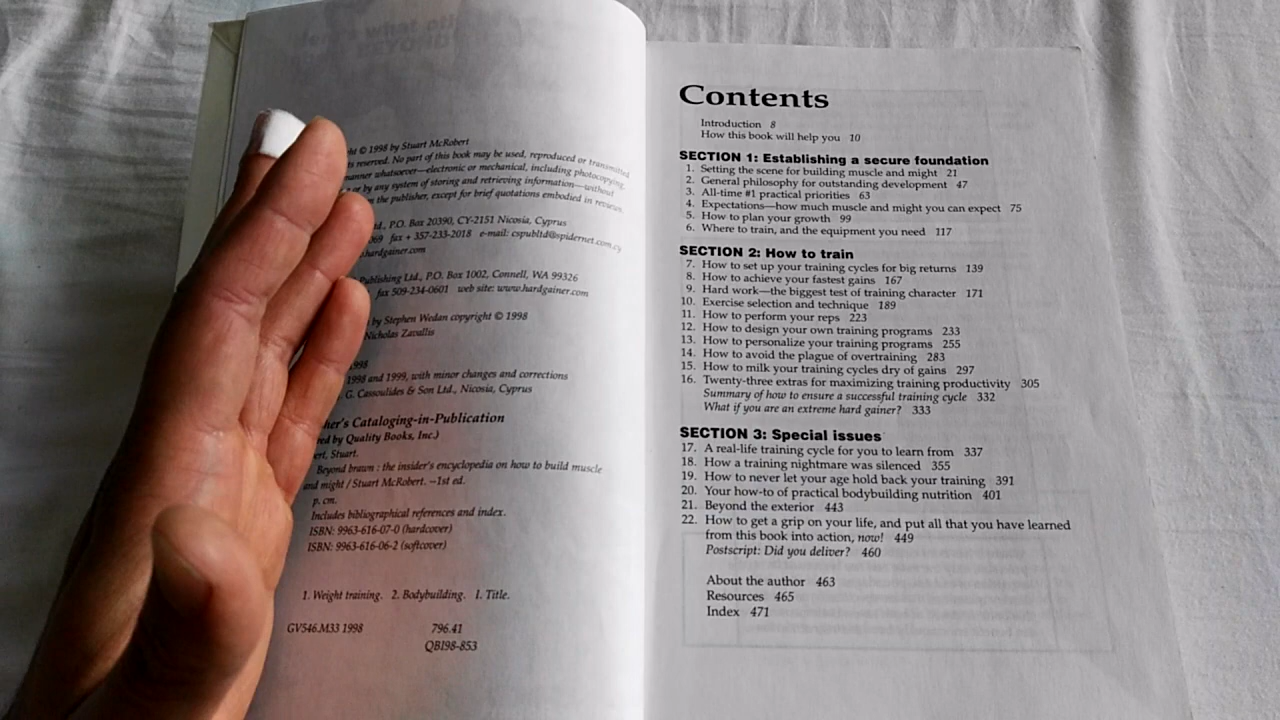 © 1998 by Stuart McRobert
reserved. No part of this book may be used, reproduced or transmitted
whatsoever—electronic or mechanical, including photocopying,
or by any system of storing and retrieving information—without
the publisher, except for brief quotations embodied in reviews.
P.O. Box 20390, CY-2151 Nicosia, Cyprus
069 fax + 357-233-2018 e-mail: cspubltd@spidernet.com.cy
.hardgainer.com
Publishing Ltd., P.O. Box 1002, Connell, WA 99326
fax 509-234-0601 web site: www.hardgainer.com
by Stephen Wedan copyright © 1998
Nicholas Zavallis
1998
1998 and 1999, with minor changes and corrections
G. Cassoulides & Son Ltd., Nicosia, Cyprus
her's Cataloging-in-Publication
red by Quality Books, Inc.)
ert, Stuart.
Beyond brawn : the insider's encyclopedia on how to build muscle
and might / Stuart McRobert. --1st ed.
p. cm.
Includes bibliographical references and index.
ISBN: 9963-616-07-0 (hardcover)
ISBN: 9963-616-06-2 (softcover)
1. Weight training. 2. Bodybuilding. I. Title.
GV546.M33 1998 796.41
QBI98-853
Contents
Introduction 8
How this book will help you 10
SECTION 1: Establishing a secure foundation
1. Setting the scene for building muscle and might 21
2. General philosophy for outstanding development 47
3. All-time #1 practical priorities 63
4. Expectations—how much muscle and might you can expect 75
5. How to plan your growth 99
6. Where to train, and the equipment you need 117
SECTION 2: How to train
7. How to set up your training cycles for big returns 139
8. How to achieve your fastest gains 167
9. Hard work—the biggest test of training character 171
10. Exercise selection and technique 189
11. How to perform your reps 223
12. How to design your own training programs 233
13. How to personalize your training programs 255
14. How to avoid the plague of overtraining 283
15. How to milk your training cycles dry of gains 297
16. Twenty-three extras for maximizing training productivity 305
Summary of how to ensure a successful training cycle 332
What if you are an extreme hard gainer? 333
SECTION 3: Special issues
17. A real-life training cycle for you to learn from 337
18. How a training nightmare was silenced 355
19. How to never let your age hold back your training 391
20. Your how-to of practical bodybuilding nutrition 401
21. Beyond the exterior 443
22. How to get a grip on your life, and put all that you have learned
from this book into action, now! 449
Postscript: Did you deliver? 460
About the author 463
Resources 465
Index 471